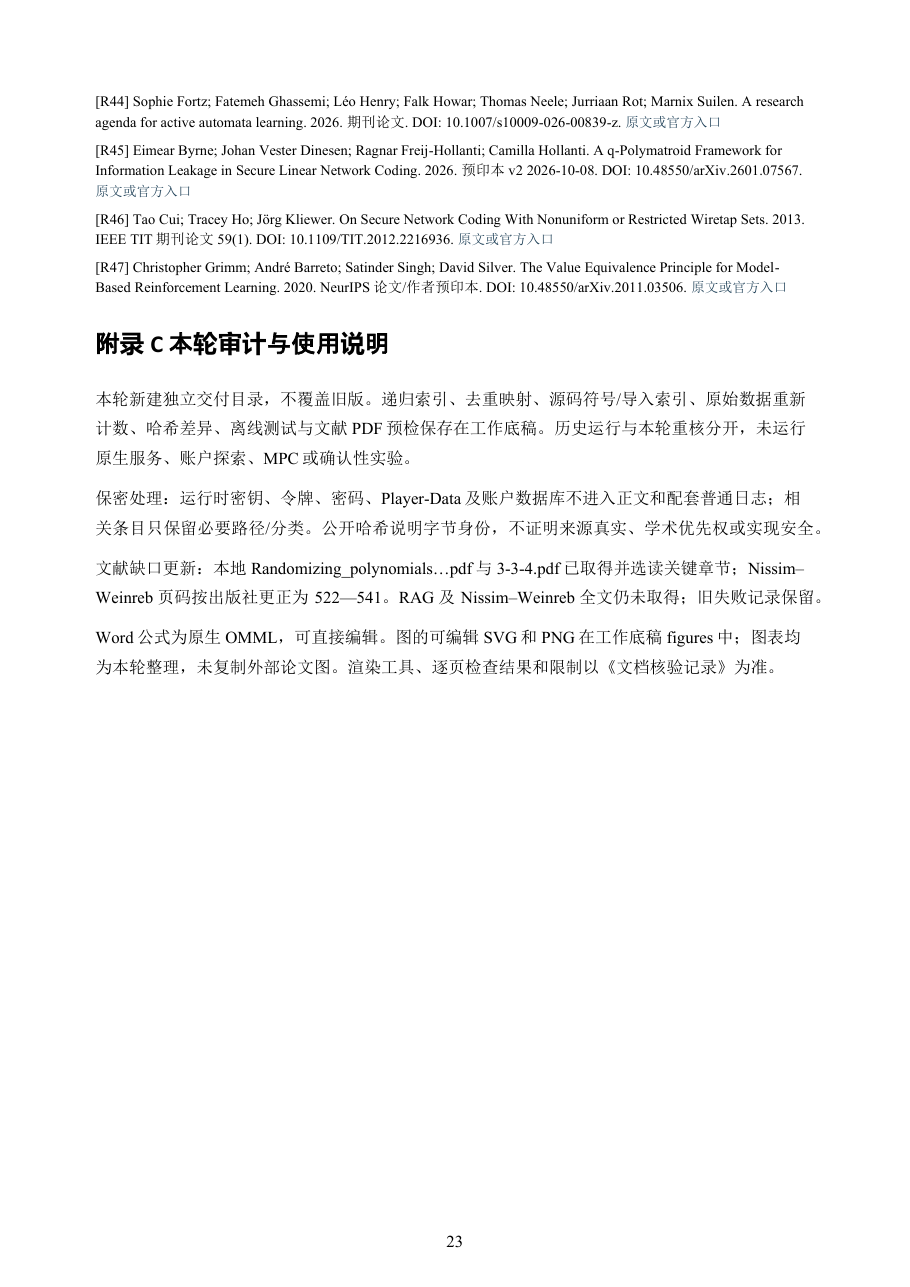 [R44] Sophie Fortz; Fatemeh Ghassemi; Léo Henry; Falk Howar; Thomas Neele; Jurriaan Rot; Marnix Suilen. A research
agenda for active automata learning. 2026. 期刊论文. DOI: 10.1007/s10009-026-00839-z. 原文或官方入口
[R45] Eimear Byrne; Johan Vester Dinesen; Ragnar Freij-Hollanti; Camilla Hollanti. A q-Polymatroid Framework for
Information Leakage in Secure Linear Network Coding. 2026. 预印本 v2 2026-10-08. DOI: 10.48550/arXiv.2601.07567.
原文或官方入口
[R46] Tao Cui; Tracey Ho; Jörg Kliewer. On Secure Network Coding With Nonuniform or Restricted Wiretap Sets. 2013.
IEEE TIT 期刊论文 59(1). DOI: 10.1109/TIT.2012.2216936. 原文或官方入口
[R47] Christopher Grimm; André Barreto; Satinder Singh; David Silver. The Value Equivalence Principle for Model-
Based Reinforcement Learning. 2020. NeurIPS 论文/作者预印本. DOI: 10.48550/arXiv.2011.03506. 原文或官方入口
附录 C 本轮审计与使用说明
本轮新建独立交付目录，不覆盖旧版。递归索引、去重映射、源码符号/导入索引、原始数据重新
计数、哈希差异、离线测试与文献 PDF 预检保存在工作底稿。历史运行与本轮重核分开，未运行
原生服务、账户探索、MPC 或确认性实验。
保密处理：运行时密钥、令牌、密码、Player-Data 及账户数据库不进入正文和配套普通日志；相
关条目只保留必要路径/分类。公开哈希说明字节身份，不证明来源真实、学术优先权或实现安全。
文献缺口更新：本地 Randomizing_polynomials…pdf 与 3-3-4.pdf 已取得并选读关键章节；Nissim–
Weinreb 页码按出版社更正为 522—541。RAG 及 Nissim–Weinreb 全文仍未取得；旧失败记录保留。
Word 公式为原生 OMML，可直接编辑。图的可编辑 SVG 和 PNG 在工作底稿 figures 中；图表均
为本轮整理，未复制外部论文图。渲染工具、逐页检查结果和限制以《文档核验记录》为准。
23